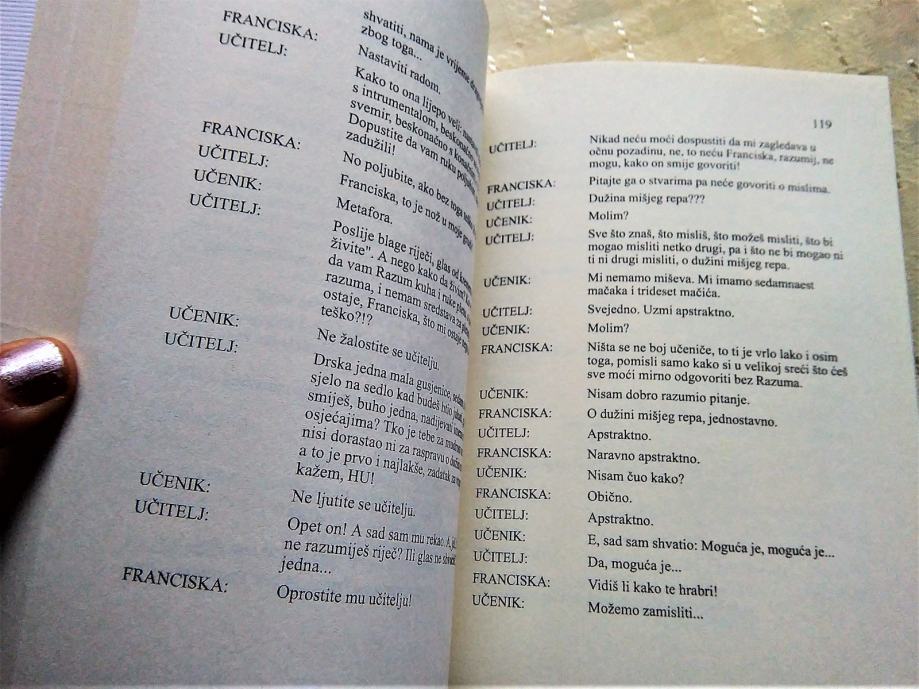 shvatiti, nama je vrijeme
zbog toga...
FRANCISKA: Nastaviti radom.
UČITELJ: Kako to ona lijepo veli:
s intrumentalom,
svemir, beskonačno s
Dopustite da vam ruku
zadužili!
FRANCISKA: No poljubite, ako bez toga
UČITELJ: Franciska, to je nož u moje
UČENIK: Metafora.
UČITELJ: Poslije blage riječi, glas od
živite". A nego kako da živim?
da vam Razum kuha i ruke
razuma, i nemam sredstava za
ostaje, Franciska, što mi ostaje
teško?!?
UČENIK: Ne žalostite se učitelju.
UČITELJ: Drska jedna mala gusjenice,
sjelo na sedlo kad budeš
smiješ, buho jedna, nadijevati
osjećajima? Tko je tebe za
nisi dorastao ni za raspravu o
a to je prvo i najlakše, zadatak za
kažem, HU!
UČENIK: Ne ljutite se učitelju.
UČITELJ: Opet on! A sad sam mu rekao.
ne razumiješ riječ? Ili glas ne
jedna...
FRANCISKA: Oprostite mu učitelju!
119
UČITELJ: Nikad neću moći dospustiti da mi zagledava u
očnu pozadinu, ne, to neću Franciska, razumij, ne
mogu, kako on smije govoriti!
FRANCISKA: Pitajte ga o stvarima pa neće govoriti o mislima.
UČITELJ: Dužina mišjeg repa???
UČENIK: Molim?
UČITELJ: Sve što znaš, što misliš, što možeš misliti, što bi
mogao misliti netko drugi, pa i što ne bi mogao ni
ti ni drugi misliti, o dužini mišjeg repa.
UČENIK: Mi nemamo miševa. Mi imamo sedamnaest
mačaka i trideset mačića.
UČITELJ: Svejedno. Uzmi apstraktno.
UČENIK: Molim?
FRANCISKA: Ništa se ne boj učeniče, to ti je vrlo lako i osim
toga, pomisli samo kako si u velikoj sreći što ćeš
sve moći mirno odgovoriti bez Razuma.
UČENIK: Nisam dobro razumio pitanje.
FRANCISKA: O dužini mišjeg repa, jednostavno.
UČITELJ: Apstraktno.
FRANCISKA: Naravno apstraktno.
UČENIK: Nisam čuo kako?
FRANCISKA: Obično.
UČITELJ: Apstraktno.
UČENIK: E, sad sam shvatio: Moguća je, moguća je...
UČITELJ: Da, moguća je...
FRANCISKA: Vidiš li kako te hrabri!
UČENIK: Možemo zamisliti...